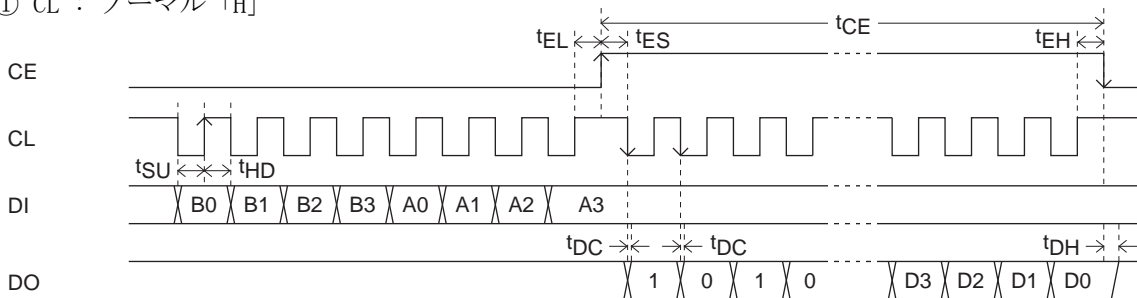 ① CL : ノーマル「H」
tCE
tEL tES tEH
CE
CL
tSU tHD
DI B0 B1 B2 B3 A0 A1 A2 A3
tDC tDC tDH
DO 1 0 1 0 D3 D2 D1 D0